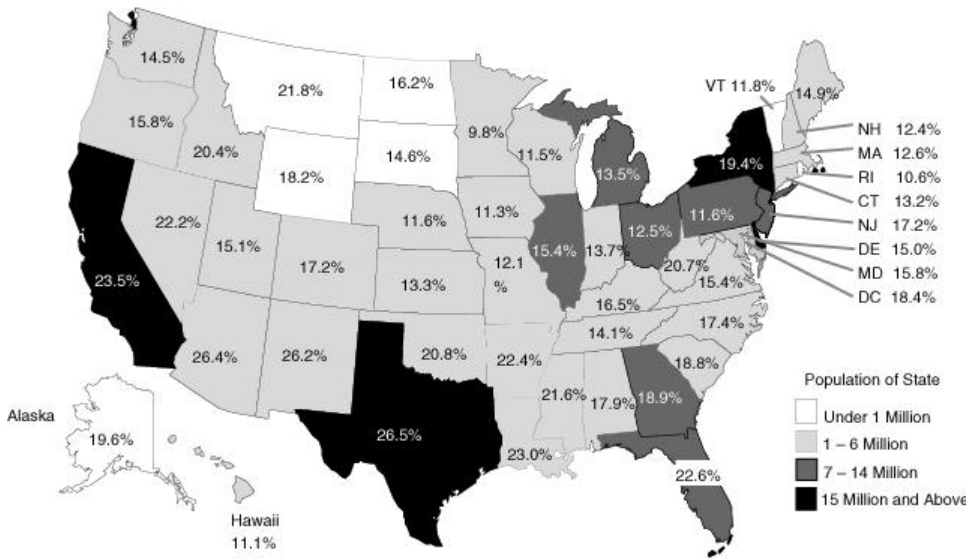 14.5%
21.8%
16.2%
9.8%
VT 11.8%
14.9%
15.8%
20.4%
18.2%
14.6%
11.5%
13.5%
19.4%
NH 12.4%
MA 12.6%
RI 10.6%
CT 13.2%
NJ 17.2%
DE 15.0%
MD 15.8%
DC 18.4%
22.2%
15.1%
17.2%
11.6%
11.3%
15.4%
13.7%
12.5%
11.6%
20.7%
15.4%
23.5%
13.3%
12.1
%
16.5%
17.4%
14.1%
26.4%
26.2%
20.8%
22.4%
18.8%
21.6%
17.9%
18.9%
26.5%
23.0%
22.6%
Alaska
19.6%
Hawaii
11.1%
Population of State
Under 1 Million
1 – 6 Million
7 – 14 Million
15 Million and Above